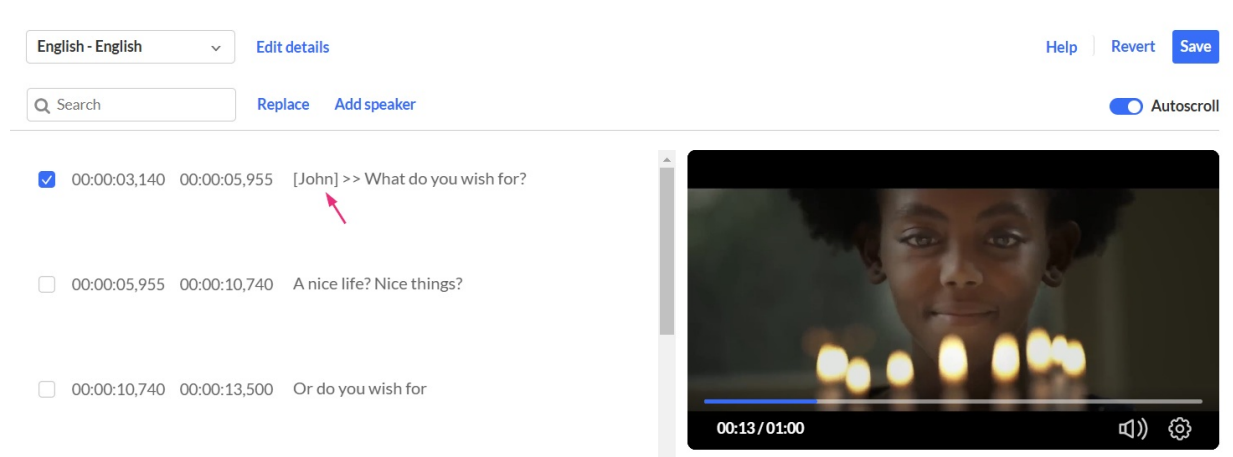 English - English Edit details Help Revert Save
Search Replace Add speaker Autoscroll
00:00:03,140 00:00:05,955 [John] >> What do you wish for?
00:00:05,955 00:00:10,740 A nice life? Nice things?
00:00:10,740 00:00:13,500 Or do you wish for
00:13 / 01:00